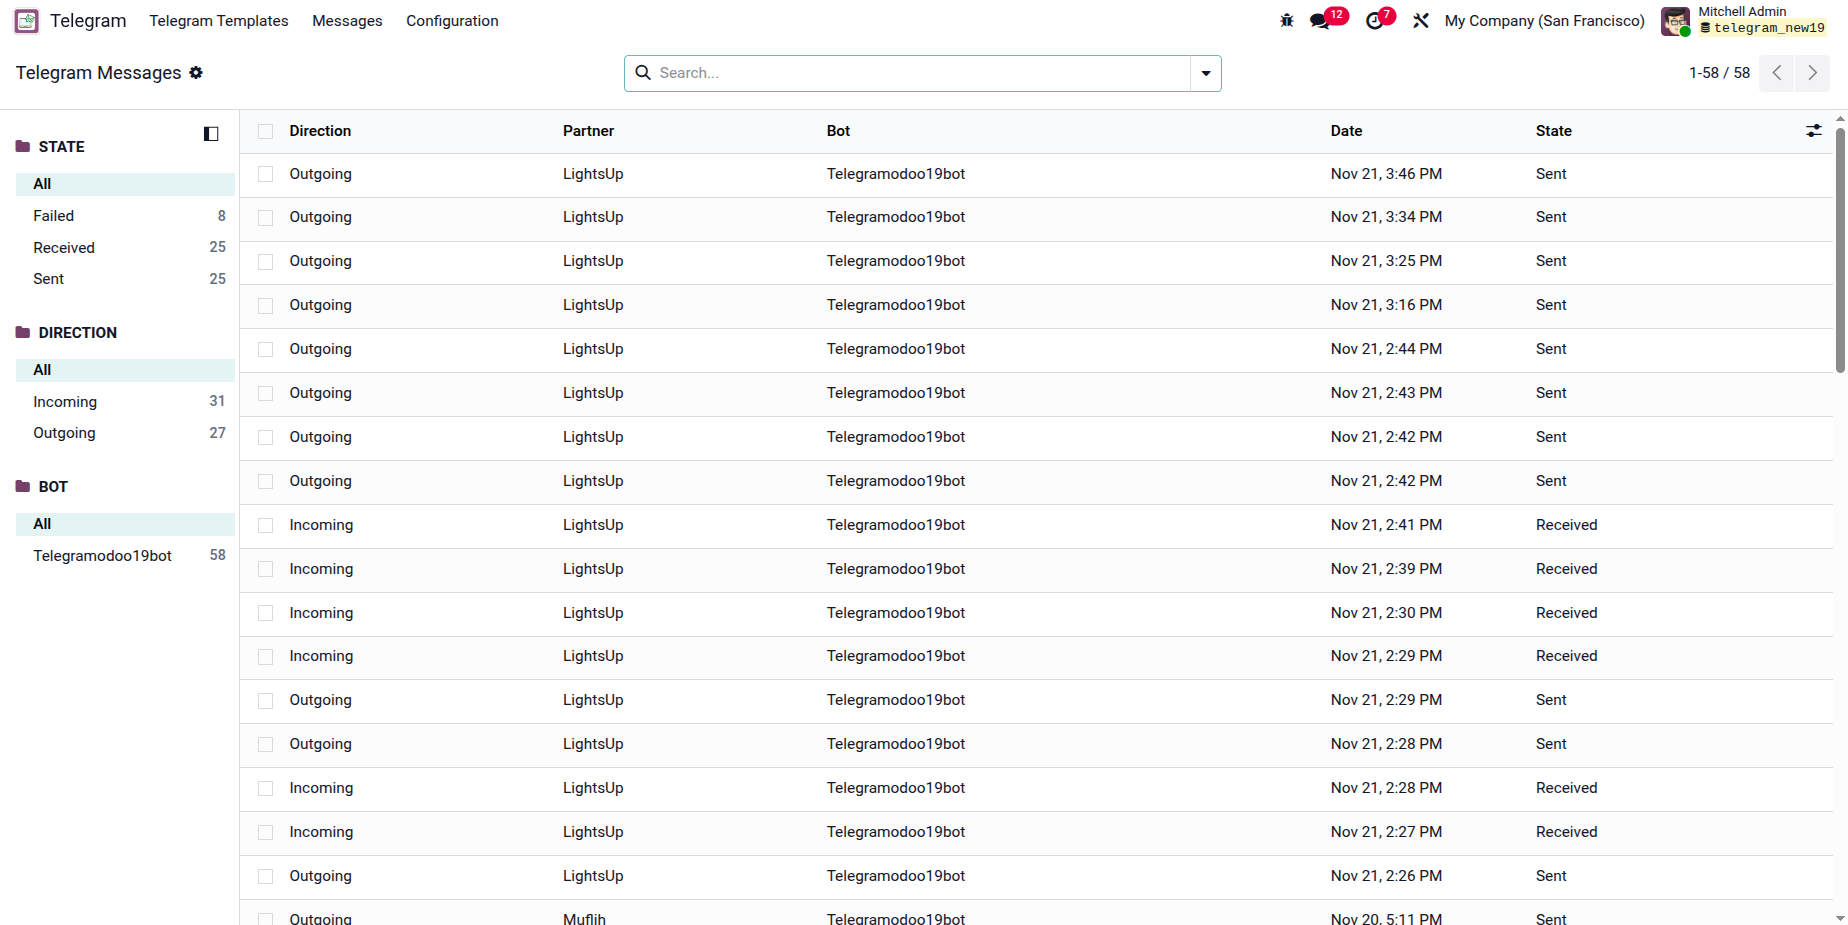 Telegram Telegram Templates Messages Configuration 12 7 My Company (San Francisco) Mitchell Admin
telegram_new19
Telegram Messages Search... 1-58 / 58
STATE
All
Failed 8
Received 25
Sent 25
DIRECTION
All
Incoming 31
Outgoing 27
BOT
All
Telegramodoo19bot 58
Direction Partner Bot Date State
Outgoing LightsUp Telegramodoo19bot Nov 21, 3:46 PM Sent
Outgoing LightsUp Telegramodoo19bot Nov 21, 3:34 PM Sent
Outgoing LightsUp Telegramodoo19bot Nov 21, 3:25 PM Sent
Outgoing LightsUp Telegramodoo19bot Nov 21, 3:16 PM Sent
Outgoing LightsUp Telegramodoo19bot Nov 21, 2:44 PM Sent
Outgoing LightsUp Telegramodoo19bot Nov 21, 2:43 PM Sent
Outgoing LightsUp Telegramodoo19bot Nov 21, 2:42 PM Sent
Outgoing LightsUp Telegramodoo19bot Nov 21, 2:42 PM Sent
Incoming LightsUp Telegramodoo19bot Nov 21, 2:41 PM Received
Incoming LightsUp Telegramodoo19bot Nov 21, 2:39 PM Received
Incoming LightsUp Telegramodoo19bot Nov 21, 2:30 PM Received
Incoming LightsUp Telegramodoo19bot Nov 21, 2:29 PM Received
Outgoing LightsUp Telegramodoo19bot Nov 21, 2:29 PM Sent
Outgoing LightsUp Telegramodoo19bot Nov 21, 2:28 PM Sent
Incoming LightsUp Telegramodoo19bot Nov 21, 2:28 PM Received
Incoming LightsUp Telegramodoo19bot Nov 21, 2:27 PM Received
Outgoing LightsUp Telegramodoo19bot Nov 21, 2:26 PM Sent
Outgoing Muflih Telegramodoo19bot Nov 20, 5:11 PM Sent